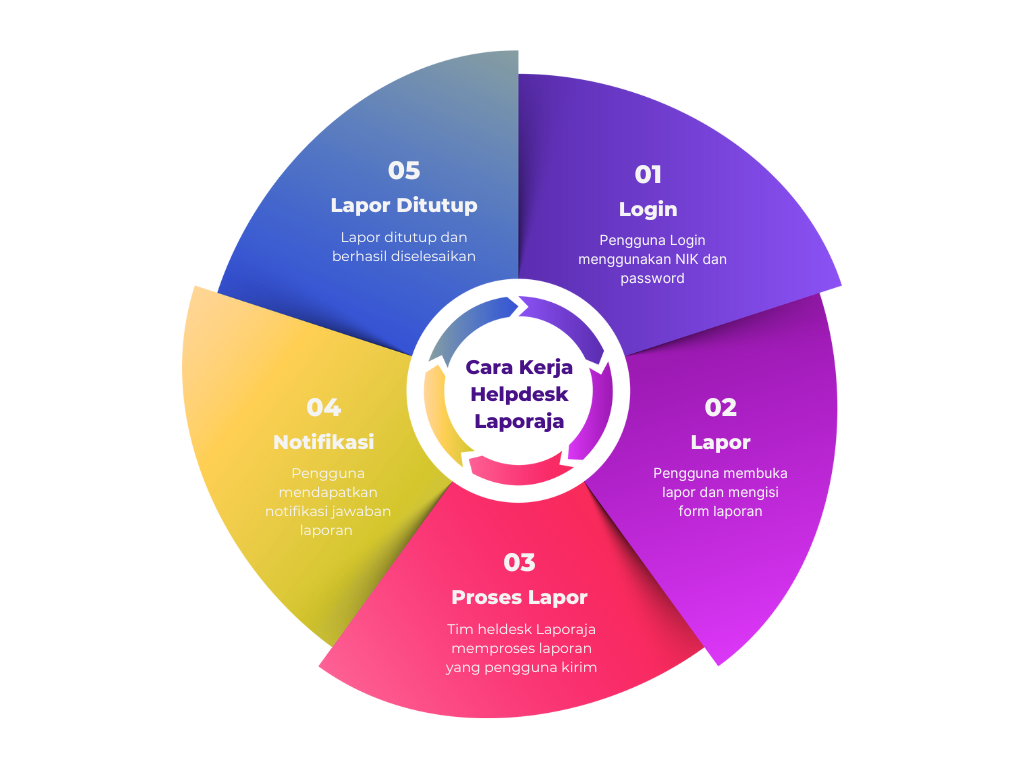 Cara Kerja
Helpdesk
Laporaja
01
Login
Pengguna Login
menggunakan NIK dan
password
02
Lapor
Pengguna membuka
lapor dan mengisi
form laporan
03
Proses Lapor
Tim heldesk Laporaja
memproses laporan
yang pengguna kirim
04
Notifikasi
Pengguna
mendapatkan
notifikasi jawaban
laporan
05
Lapor Ditutup
Lapor ditutup dan
berhasil diselesaikan